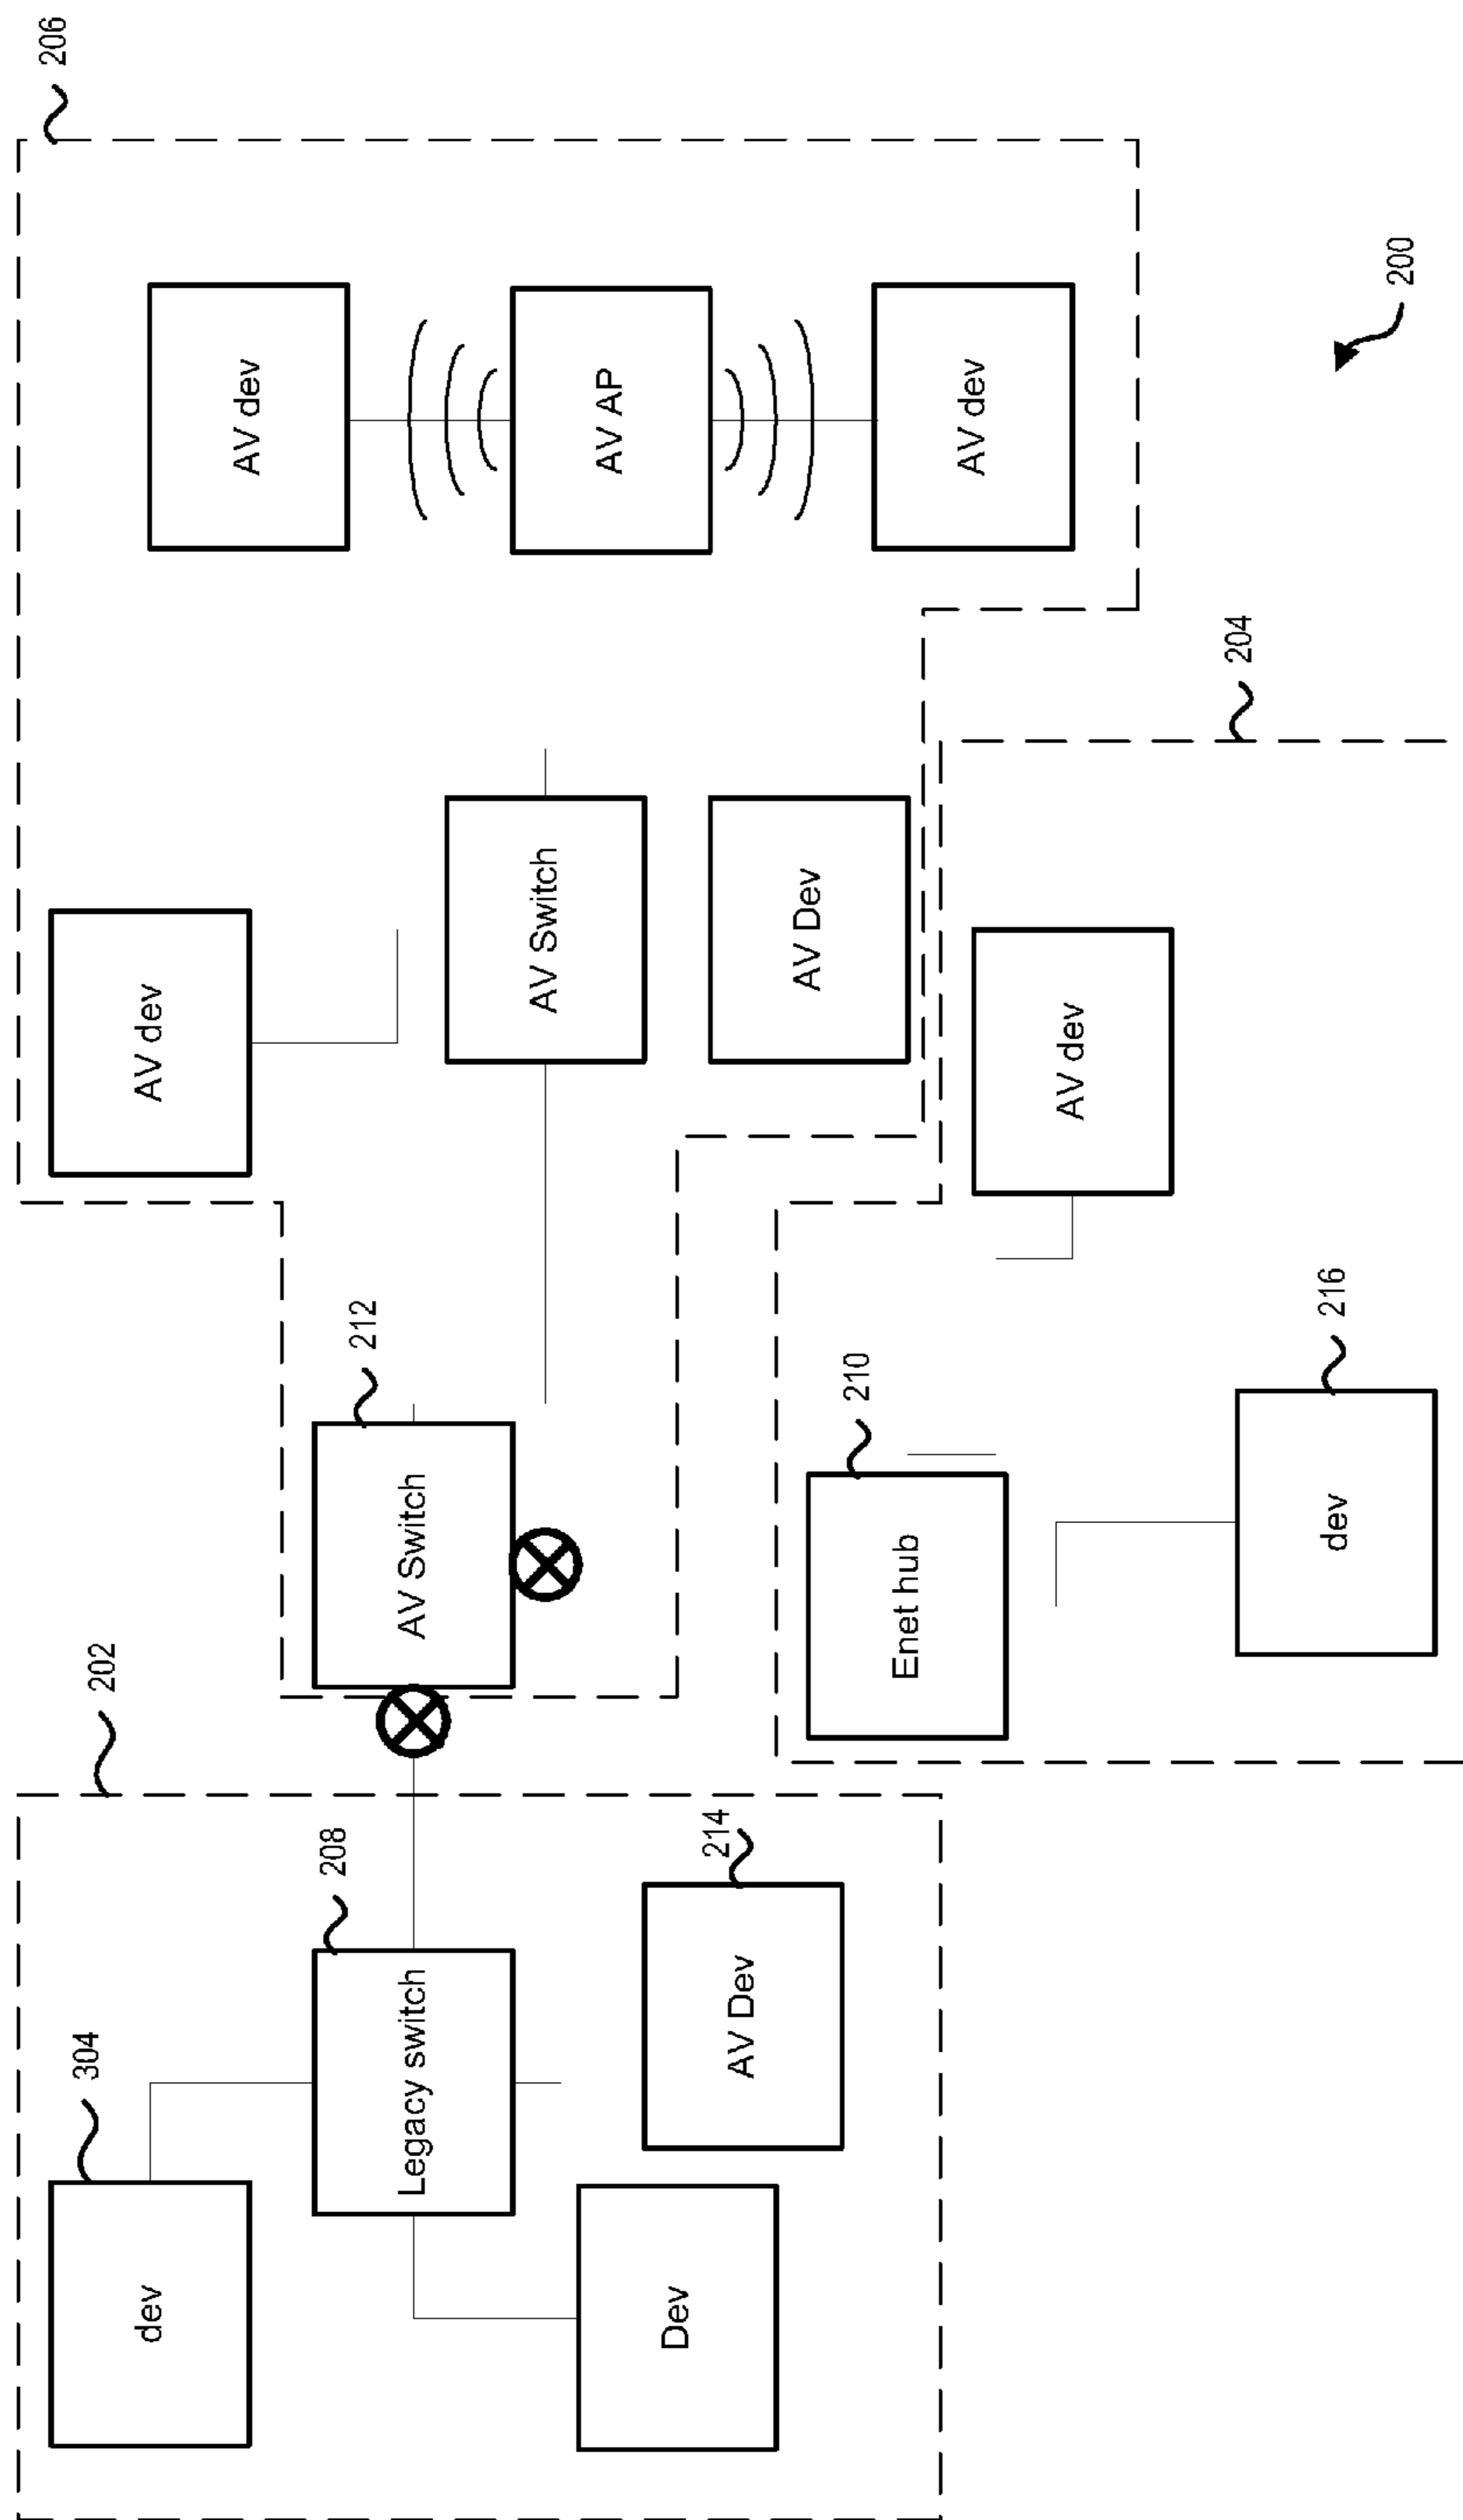 206
304
202
dev
AV dev
AV dev
208
212
Legacy switch
AV Switch
AV Switch
AV AP
Dev
214
AV Dev
AV Dev
210
Enet hub
AV dev
AV dev
204
dev
216
200